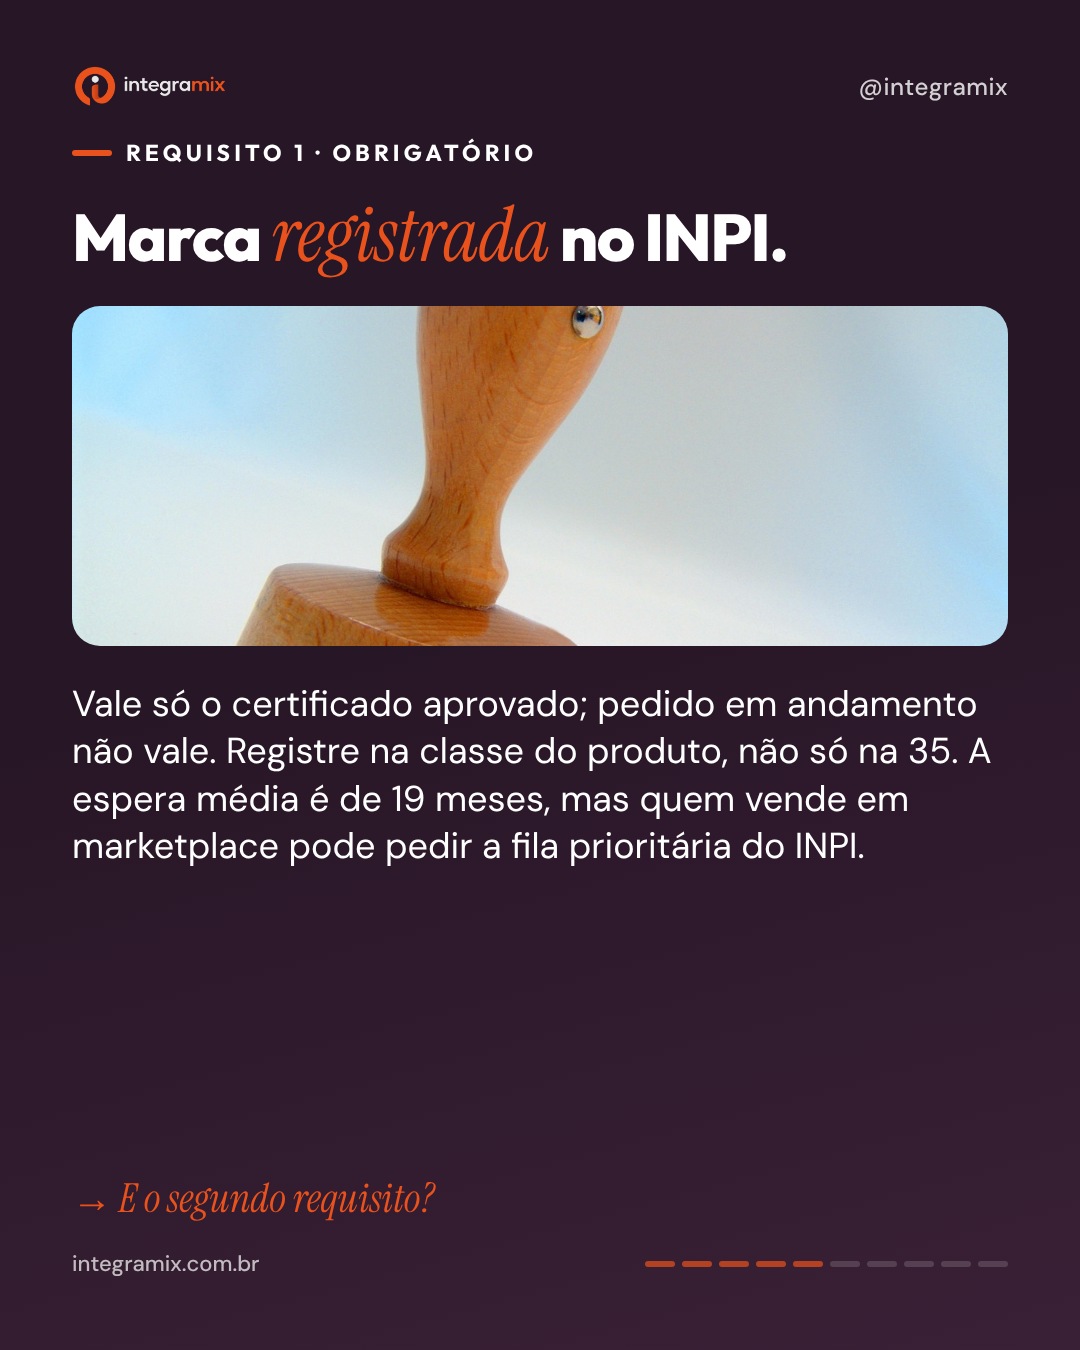 integramix
@integramix
REQUISITO 1 · OBRIGATÓRIO
Marca registrada no INPI.
Vale só o certificado aprovado; pedido em andamento
não vale. Registre na classe do produto, não só na 35. A
espera média é de 19 meses, mas quem vende em
marketplace pode pedir a fila prioritária do INPI.
→ E o segundo requisito?
integramix.com.br